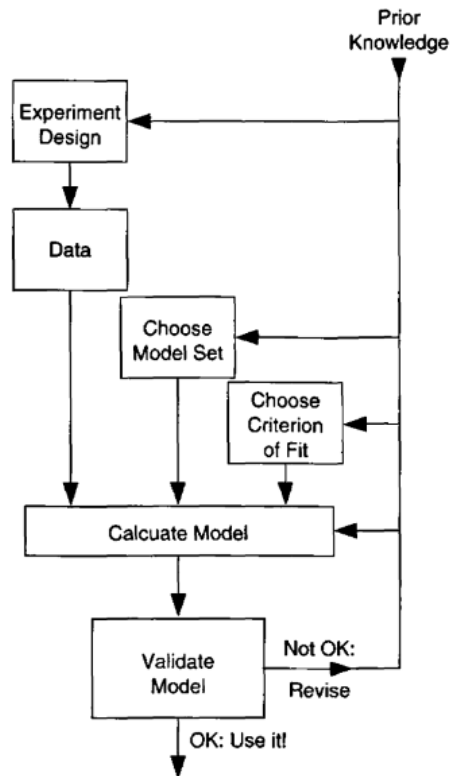 Prior
Knowledge
Experiment
Design
Data
Choose
Model Set
Choose
Criterion
of Fit
Calcuate Model
Validate
Model
Not OK:
Revise
OK: Use it!